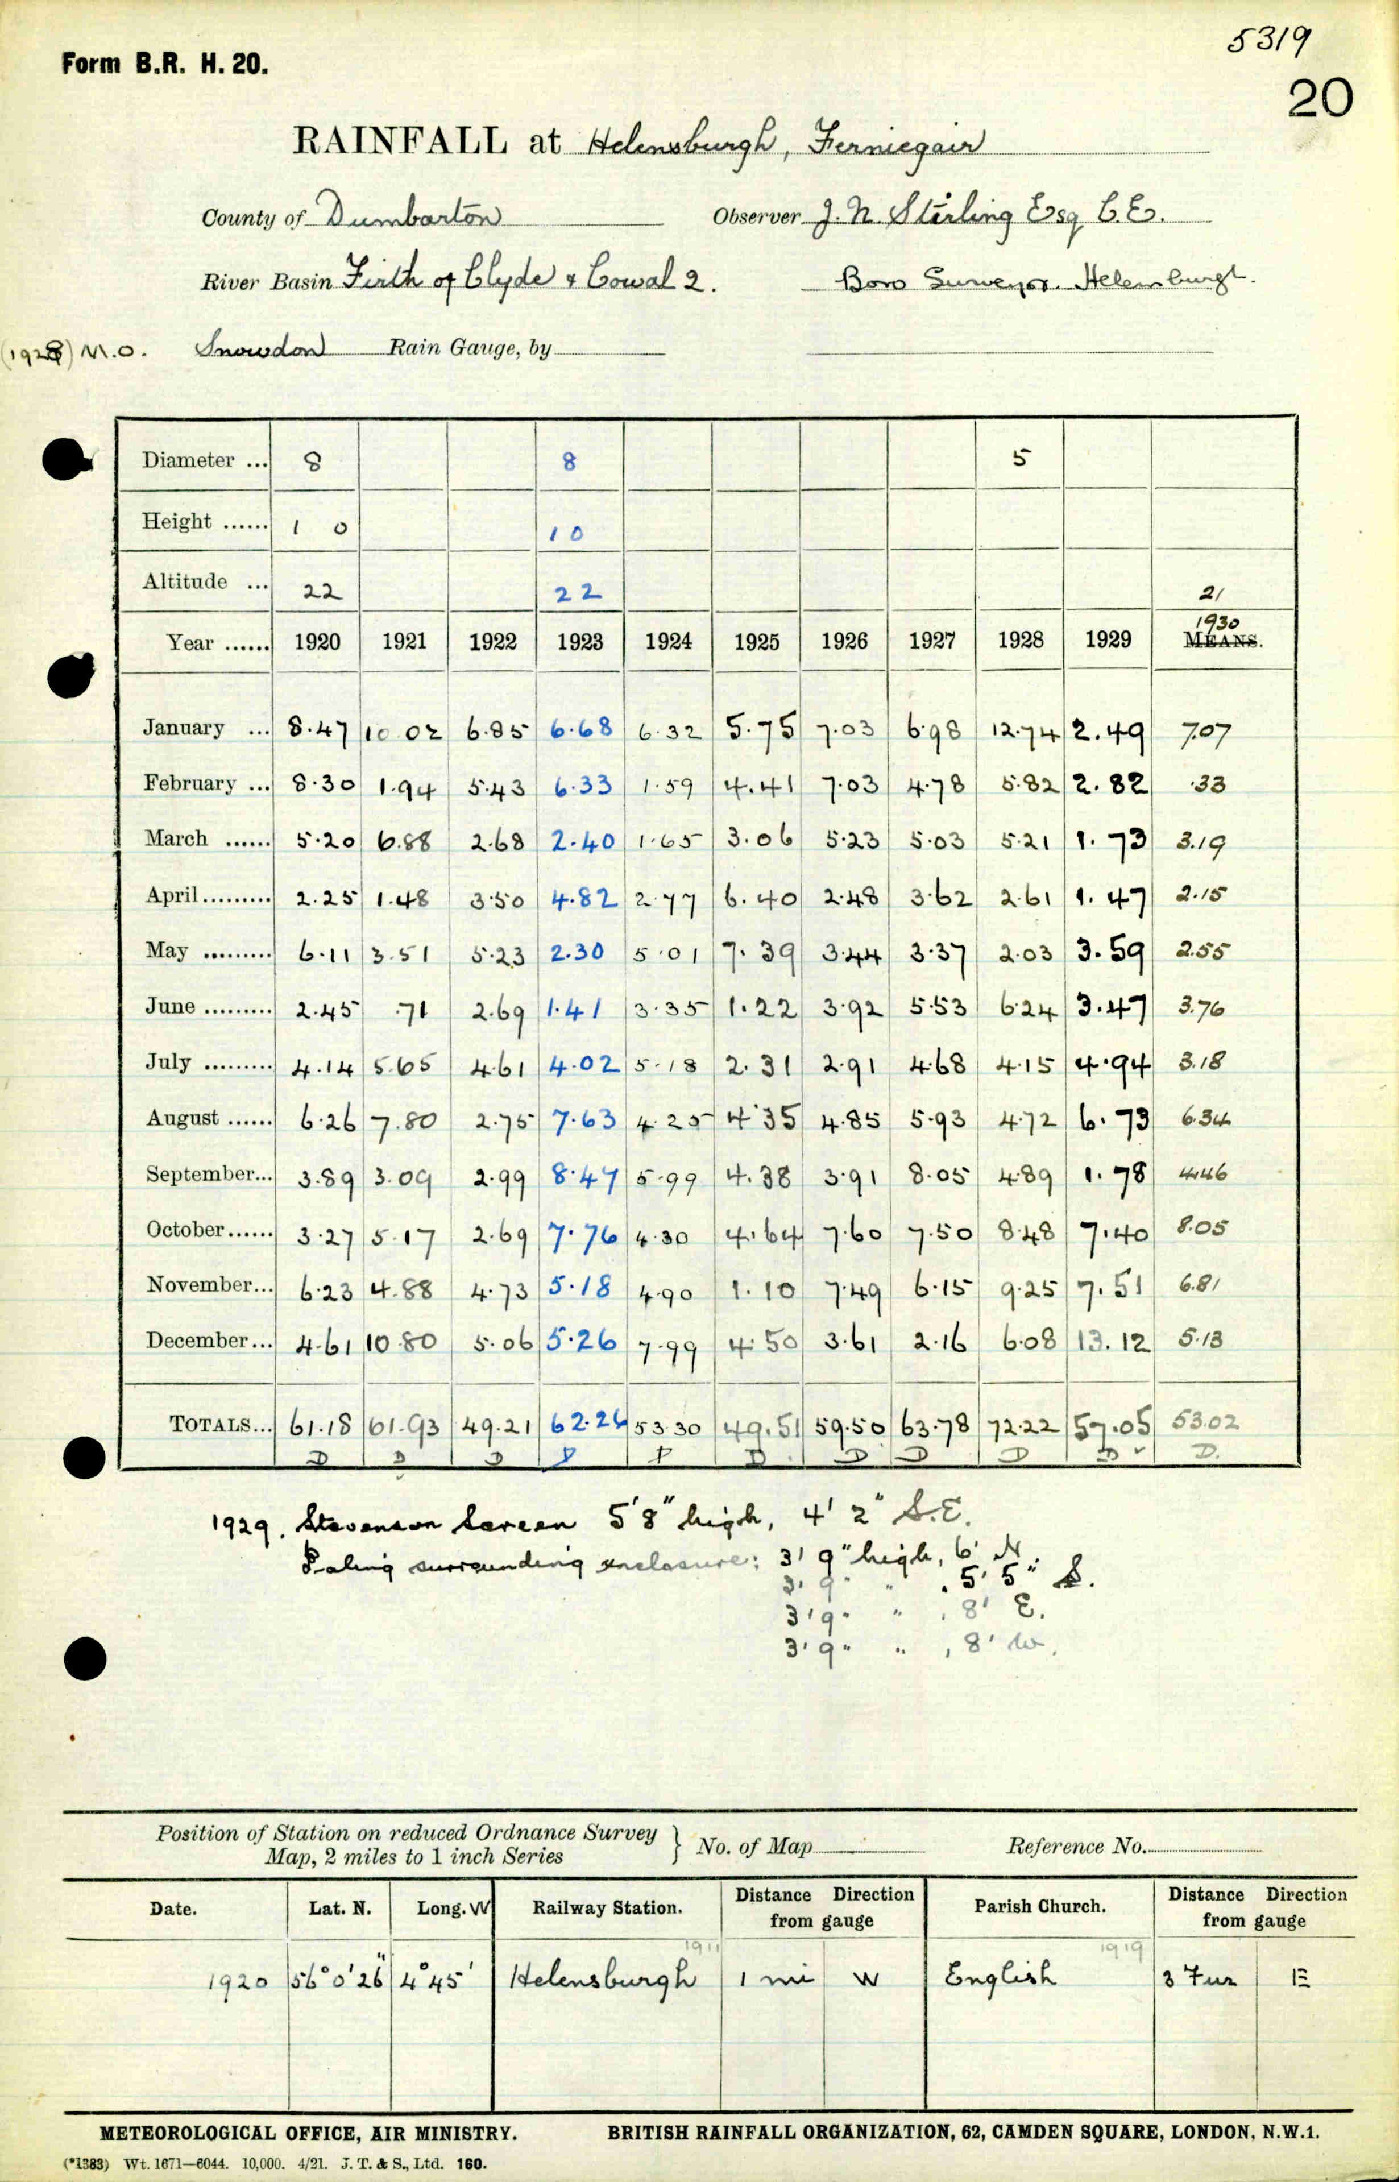 5319
Form B.R. H. 20.
20
RAINFALL at Helensburgh, Ferniegair
County of Dumbarton Observer J. N. Stirling Esq C.E.
River Basin Firth of Clyde & Cowal 2. Boro Surveyor. Helensburgh.
M.O. Snowdon Rain Gauge, by
Diameter ... 8 8 5
Height ...... 1 0 1 0
Altitude ... 22 22 21
Year ...... 1920 1921 1922 1923 1924 1925 1926 1927 1928 1929 1930 MEANS.
January ... 8.47 10.02 6.85 6.68 6.32 5.75 7.03 6.98 12.74 2.49 7.07
February ... 8.30 1.94 5.43 6.33 1.59 4.41 7.03 4.78 5.82 2.82 .33
March ...... 5.20 6.88 2.68 2.40 1.65 3.06 5.23 5.03 5.21 1.73 3.19
April ......... 2.25 1.48 3.50 4.82 2.77 6.40 2.48 3.62 2.61 1.47 2.15
May ......... 6.11 3.51 5.23 2.30 5.01 7.39 3.44 3.37 2.03 3.59 2.55
June ......... 2.45 .71 2.69 1.41 3.35 1.22 3.92 5.53 6.24 3.47 3.76
July ......... 4.14 5.65 4.61 4.02 5.18 2.31 2.91 4.68 4.15 4.94 3.18
August ...... 6.26 7.80 2.75 7.63 4.25 4.35 4.85 5.93 4.72 6.73 6.34
September... 3.89 3.09 2.99 8.47 5.99 4.38 3.91 8.05 4.89 1.78 4.46
October...... 3.27 5.17 2.69 7.76 4.30 4.64 7.60 7.50 8.48 7.40 8.05
November... 6.23 4.88 4.73 5.18 4.90 1.10 7.49 6.15 9.25 7.51 6.81
December... 4.61 10.80 5.06 5.26 7.99 4.50 3.61 2.16 6.08 13.12 5.13
TOTALS... 61.18 61.93 49.21 62.26 53.30 49.51 59.50 63.78 72.22 57.05 53.02
D D D D D D D D D D D.
1929. Stevenson Screen 5'8" high, 4' 2" S.E.
Paling surrounding enclosure: 3' 9" high, 6' N.
3' 9" " , 5' 5" S.
3' 9" " , 8' E.
3' 9" " , 8' W.
Position of Station on reduced Ordnance Survey Map, 2 miles to 1 inch Series } No. of Map Reference No.
Date. Lat. N. Long. W Railway Station. Distance Direction from gauge Parish Church. Distance Direction from gauge
1911 1919
1920 56° 0' 26" 4° 45' Helensburgh 1 mi W English 3 Fur E
METEOROLOGICAL OFFICE, AIR MINISTRY. BRITISH RAINFALL ORGANIZATION, 62, CAMDEN SQUARE, LONDON, N.W.1.
(*1383) Wt. 1671—6044. 10,000. 4/21. J. T. & S., Ltd. 160.